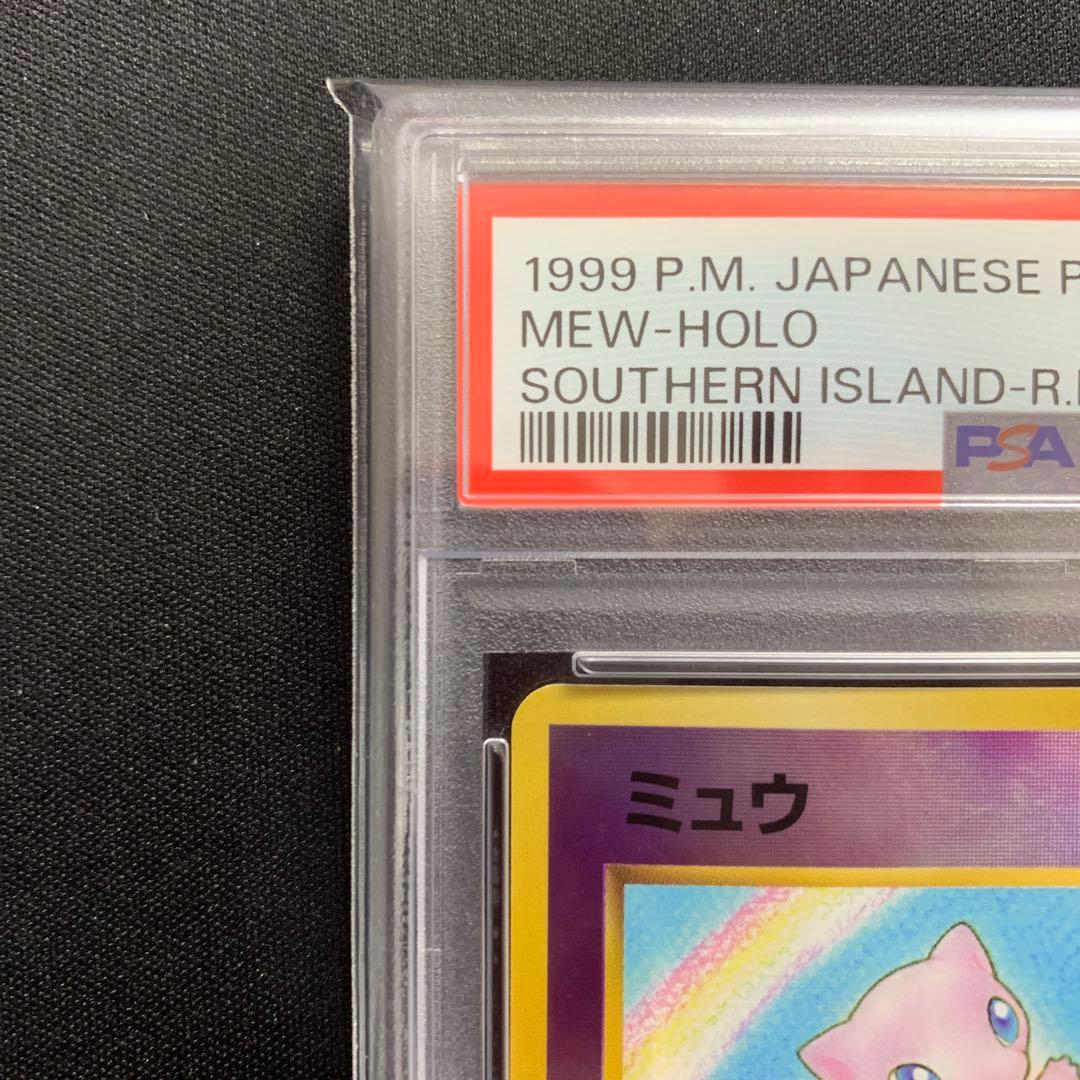 1999 P.M. JAPANESE P
MEW-HOLO
SOUTHERN ISLAND-R.
PSA
ミュウ